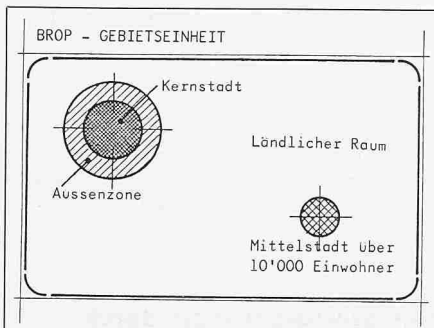 BROP - GEBIETSEINHEIT
Kernstadt
Ländlicher Raum
Aussenzone
Mittelstadt über
10'000 Einwohner